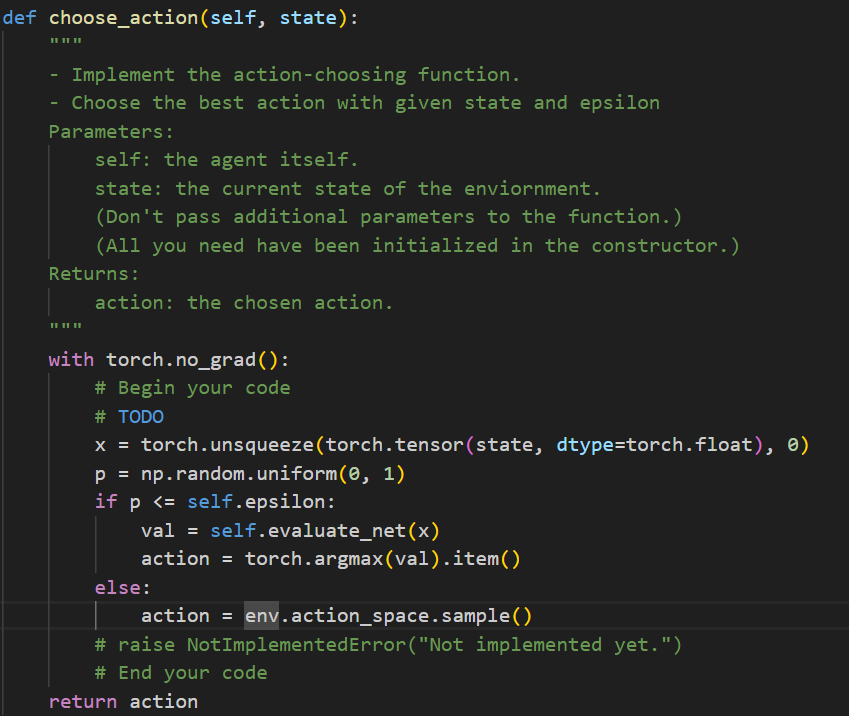 def choose_action(self, state):
    """
    - Implement the action-choosing function.
    - Choose the best action with given state and epsilon
    Parameters:
        self: the agent itself.
        state: the current state of the enviornment.
        (Don't pass additional parameters to the function.)
        (All you need have been initialized in the constructor.)
    Returns:
        action: the chosen action.
    """
    with torch.no_grad():
        # Begin your code
        # TODO
        x = torch.unsqueeze(torch.tensor(state, dtype=torch.float), 0)
        p = np.random.uniform(0, 1)
        if p <= self.epsilon:
            val = self.evaluate_net(x)
            action = torch.argmax(val).item()
        else:
            action = env.action_space.sample()
        # raise NotImplementedError("Not implemented yet.")
        # End your code
    return action